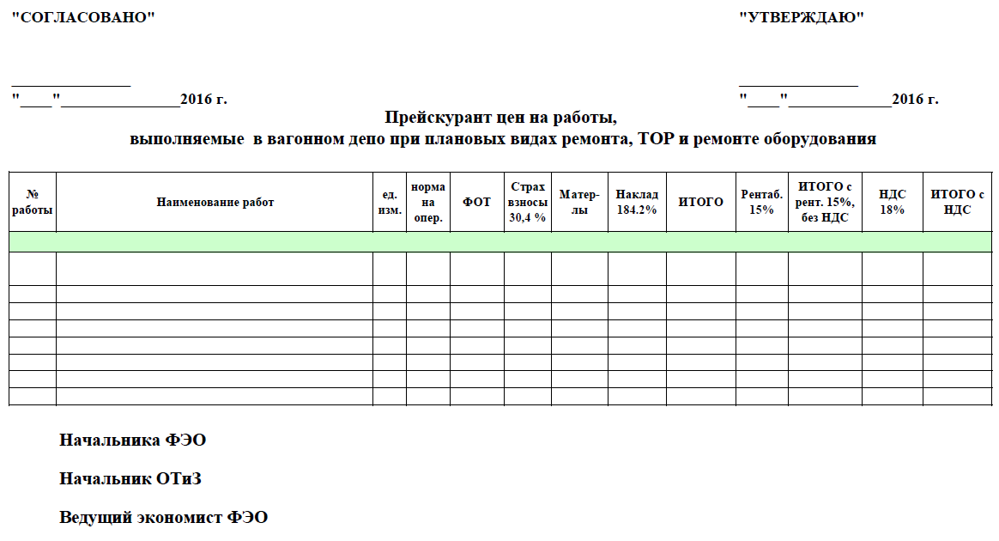 "СОГЛАСОВАНО" "УТВЕРЖДАЮ"
_______________ _______________
"____"_______________2016 г. "____"_____________2016 г.
Прейскурант цен на работы,
выполняемые в вагонном депо при плановых видах ремонта, ТОР и ремонте оборудования
№
работы
Наименование работ
ед.
изм.
норма
на
опер.
ФОТ
Страх
взносы
30,4 %
Матер-
лы
Наклад
184.2%
ИТОГО
Рентаб.
15%
ИТОГО с
рент. 15%,
без НДС
НДС
18%
ИТОГО с
НДС
Начальника ФЭО
Начальник ОТиЗ
Ведущий экономист ФЭО